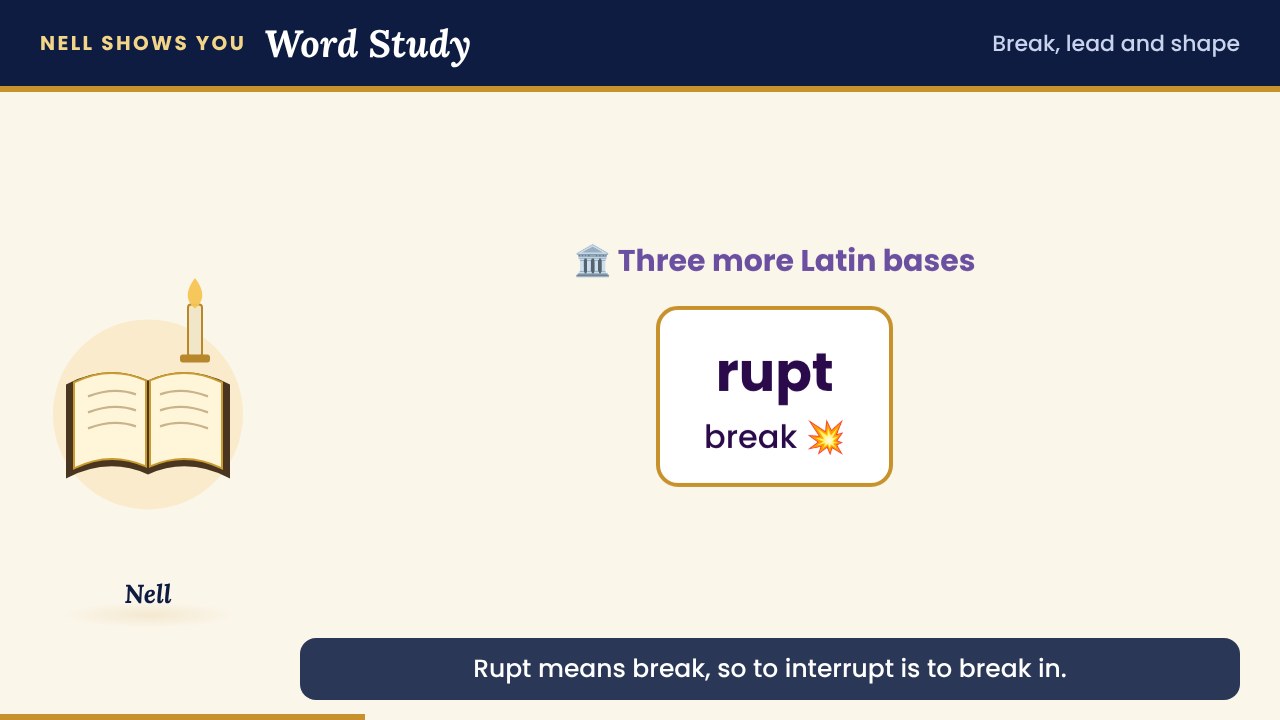 NELL SHOWS YOU Word Study
Break, lead and shape
🏛️ Three more Latin bases
rupt
break 💥
Nell
Rupt means break, so to interrupt is to break in.